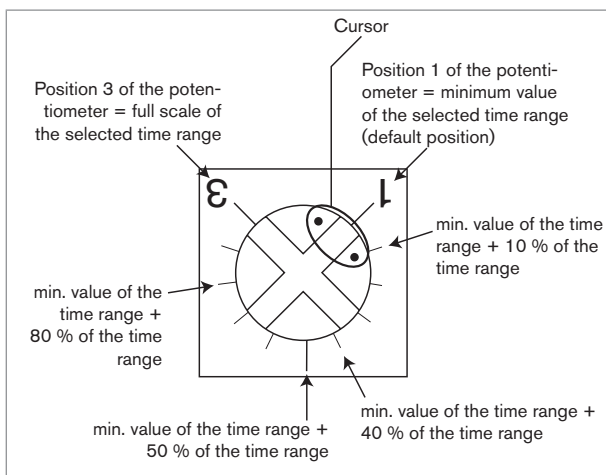 Cursor
Position 3 of the poten-
tiometer = full scale of
the selected time range
Position 1 of the potenti-
ometer = minimum value
of the selected time range
(default position)
3
1
min. value of the time
range + 10 % of the
time range
min. value of the
time range +
80 % of the time
range
min. value of the time range +
50 % of the time range
min. value of the time range +
40 % of the time range